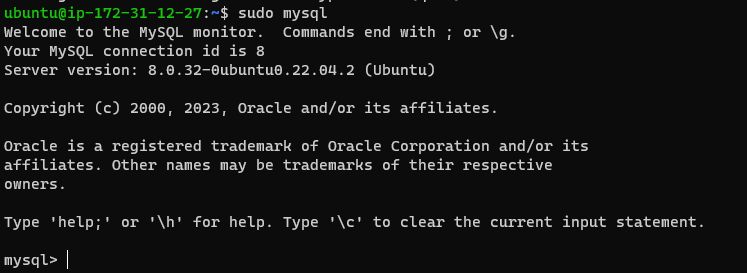 ubuntu@ip-172-31-12-27:~$ sudo mysql
Welcome to the MySQL monitor.  Commands end with ; or \g.
Your MySQL connection id is 8
Server version: 8.0.32-0ubuntu0.22.04.2 (Ubuntu)
Copyright (c) 2000, 2023, Oracle and/or its affiliates.
Oracle is a registered trademark of Oracle Corporation and/or its
affiliates. Other names may be trademarks of their respective
owners.
Type 'help;' or '\h' for help. Type '\c' to clear the current input statement.
mysql>